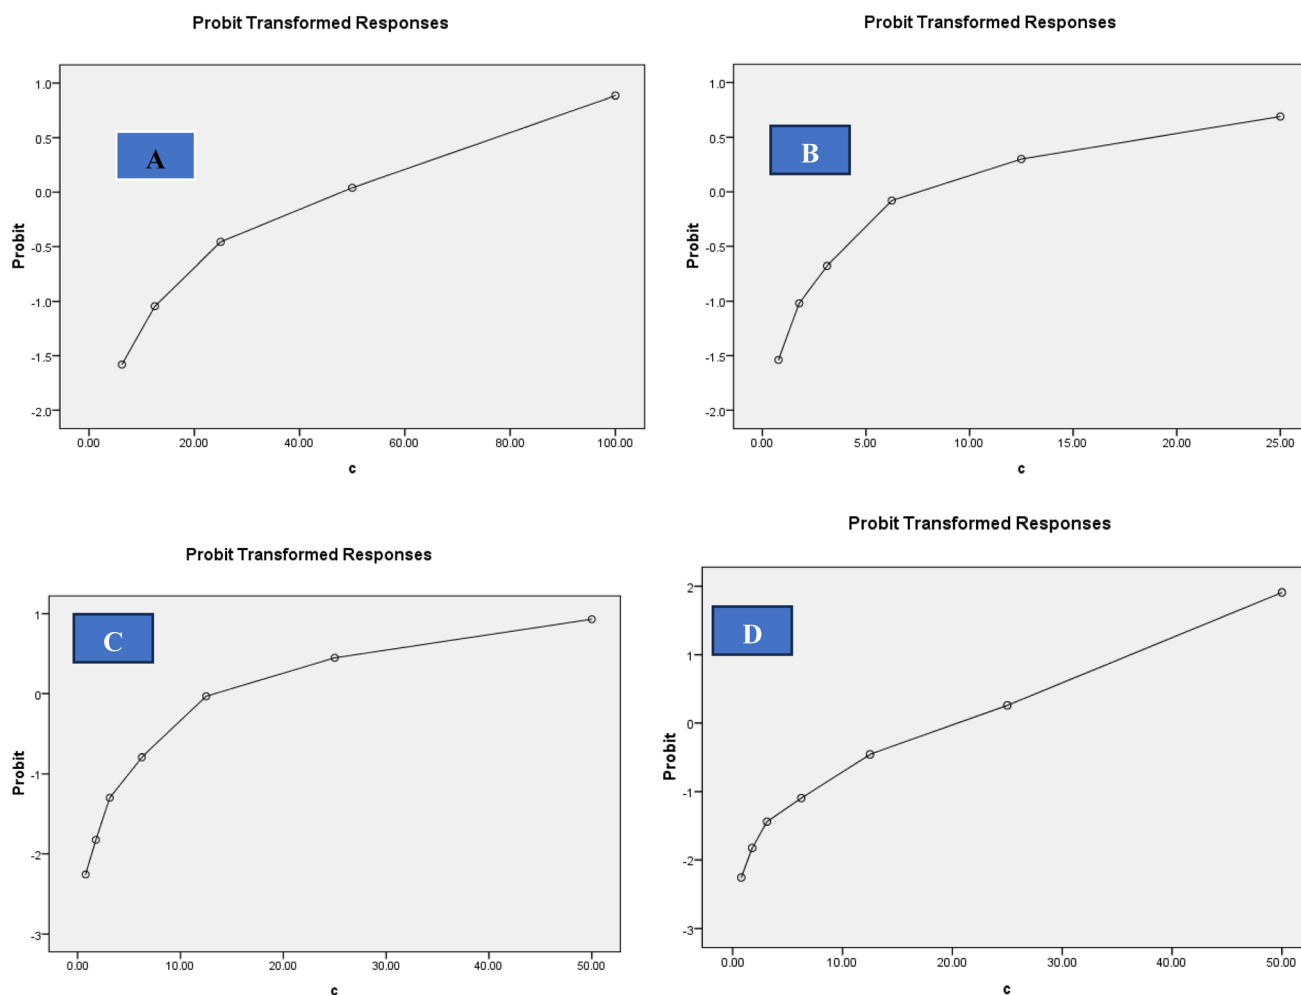 Probit Transformed Responses
A
Probit
1.0
0.5
0.0
-0.5
-1.0
-1.5
-2.0
0.00 20.00 40.00 60.00 80.00 100.00
c
Probit Transformed Responses
B
Probit
1.0
0.5
0.0
-0.5
-1.0
-1.5
-2.0
0.00 5.00 10.00 15.00 20.00 25.00
c
Probit Transformed Responses
C
Probit
1
0
-1
-2
-3
0.00 10.00 20.00 30.00 40.00 50.00
c
Probit Transformed Responses
D
Probit
2
1
0
-1
-2
-3
0.00 10.00 20.00 30.00 40.00 50.00
c